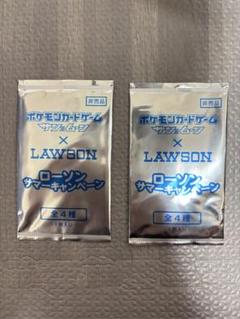 非売品
ポケモンカードゲーム
サン&ムーン
×
LAWSON
ローソン
サマーキャンペーン
全4種
非売品
ポケモンカードゲーム
サン&ムーン
×
LAWSON
ローソン
サマーキャンペーン
全4種